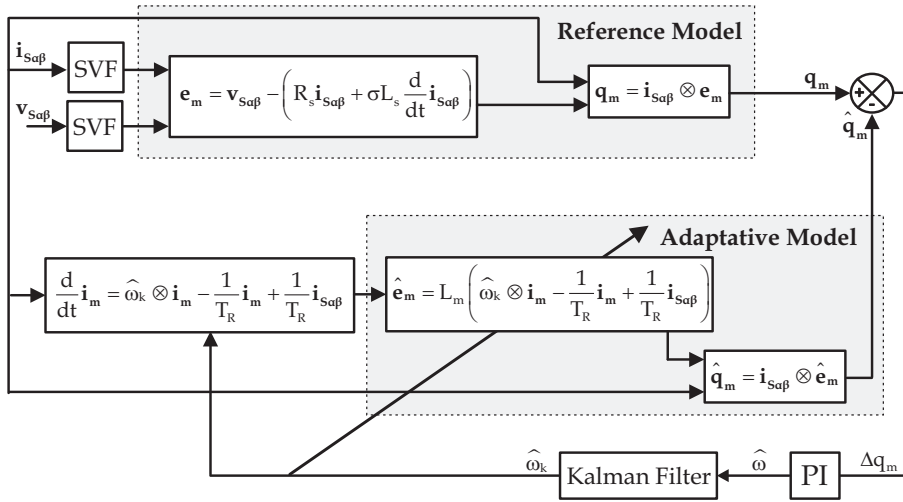 Reference Model
i_Sαβ
SVF
v_Sαβ
SVF
e_m = v_Sαβ − ( R_s i_Sαβ + σL_s d/dt i_Sαβ )
q_m = i_Sαβ ⊗ e_m
q_m
+
-
q̂_m
Adaptative Model
d/dt i_m = ω̂_k ⊗ i_m − 1/T_R i_m + 1/T_R i_Sαβ
ê_m = L_m ( ω̂_k ⊗ i_m − 1/T_R i_m + 1/T_R i_Sαβ )
q̂_m = i_Sαβ ⊗ ê_m
ω̂_k
Kalman Filter
ω̂
PI
Δq_m